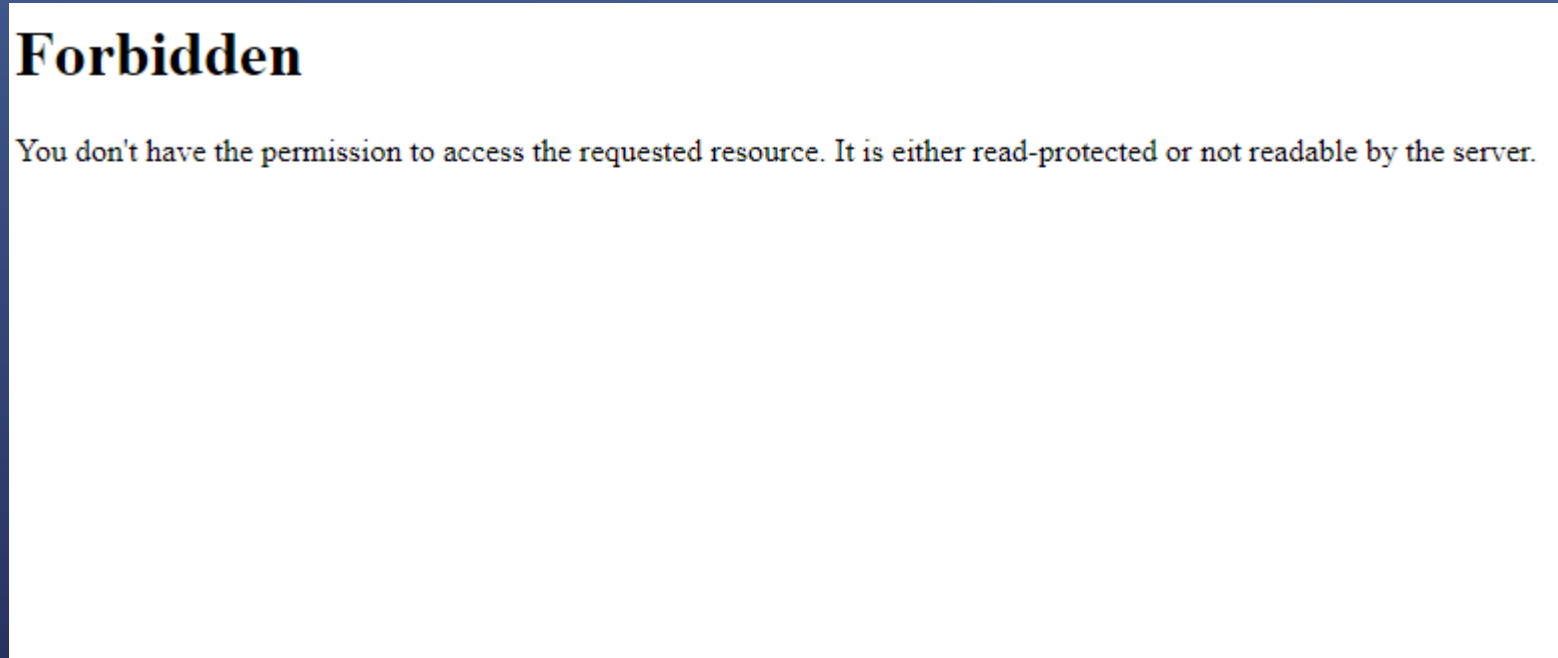 Forbidden
You don't have the permission to access the requested resource. It is either read-protected or not readable by the server.